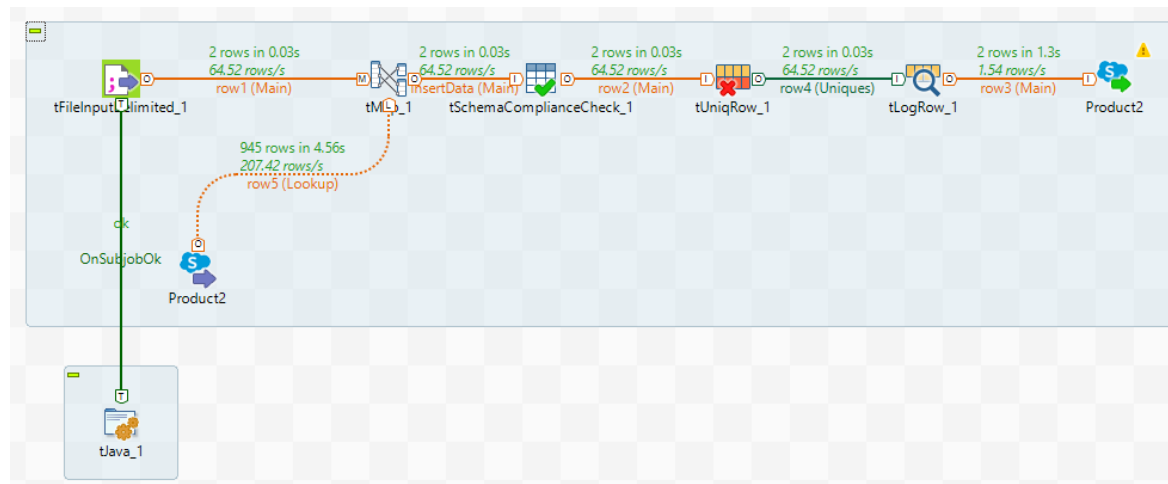 2 rows in 0.03s
64.52 rows/s
row1 (Main)
2 rows in 0.03s
64.52 rows/s
insertData (Main)
2 rows in 0.03s
64.52 rows/s
row2 (Main)
2 rows in 0.03s
64.52 rows/s
row4 (Uniques)
2 rows in 1.3s
1.54 rows/s
row3 (Main)
O
M
O
I
O
I
O
I
O
I
T
L
tFileInputDelimited_1
tMap_1
tSchemaComplianceCheck_1
tUniqRow_1
tLogRow_1
Product2
945 rows in 4.56s
207.42 rows/s
row5 (Lookup)
ok
OnSubjobOk
O
S
Product2
T
tJava_1